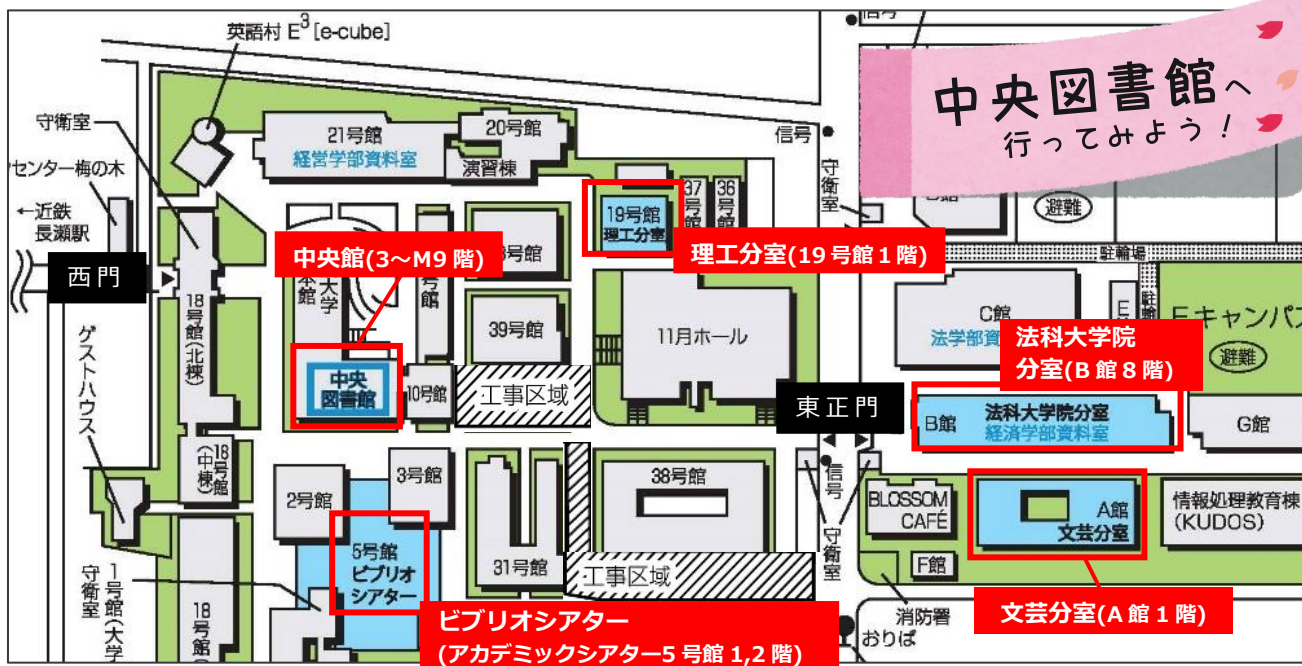 中央図書館へ
行ってみよう!
英語村 E³ [e-cube]
守衛室
センター梅の木
←近鉄
長瀬駅
西門
21号館
経営学部資料室
20号館
演習棟
信号
守衛室
19号館
理工分室
37号館
36号館
避難
中央館(3~M9 階)
理工分室(19 号館 1 階)
駐輪場
18号館(北棟)
39号館
11月ホール
C館
法学部資
Eキャンパス
避難
ゲストハウス
中央
図書館
10号館
工事区域
東正門
法科大学院
分室(B 館 8 階)
B館
法科大学院分室
経済学部資料室
G館
18号館(中棟)
2号館
3号館
38号館
信号
守衛室
BLOSSOM
CAFÉ
A館
文芸分室
情報処理教育棟
(KUDOS)
5号館
ビブリオ
シアター
31号館
工事区域
F館
守衛室
1号館(大学
18号館
消防署
おりば
ビブリオシアター
(アカデミックシアター5 号館 1,2 階)
文芸分室(A 館 1 階)